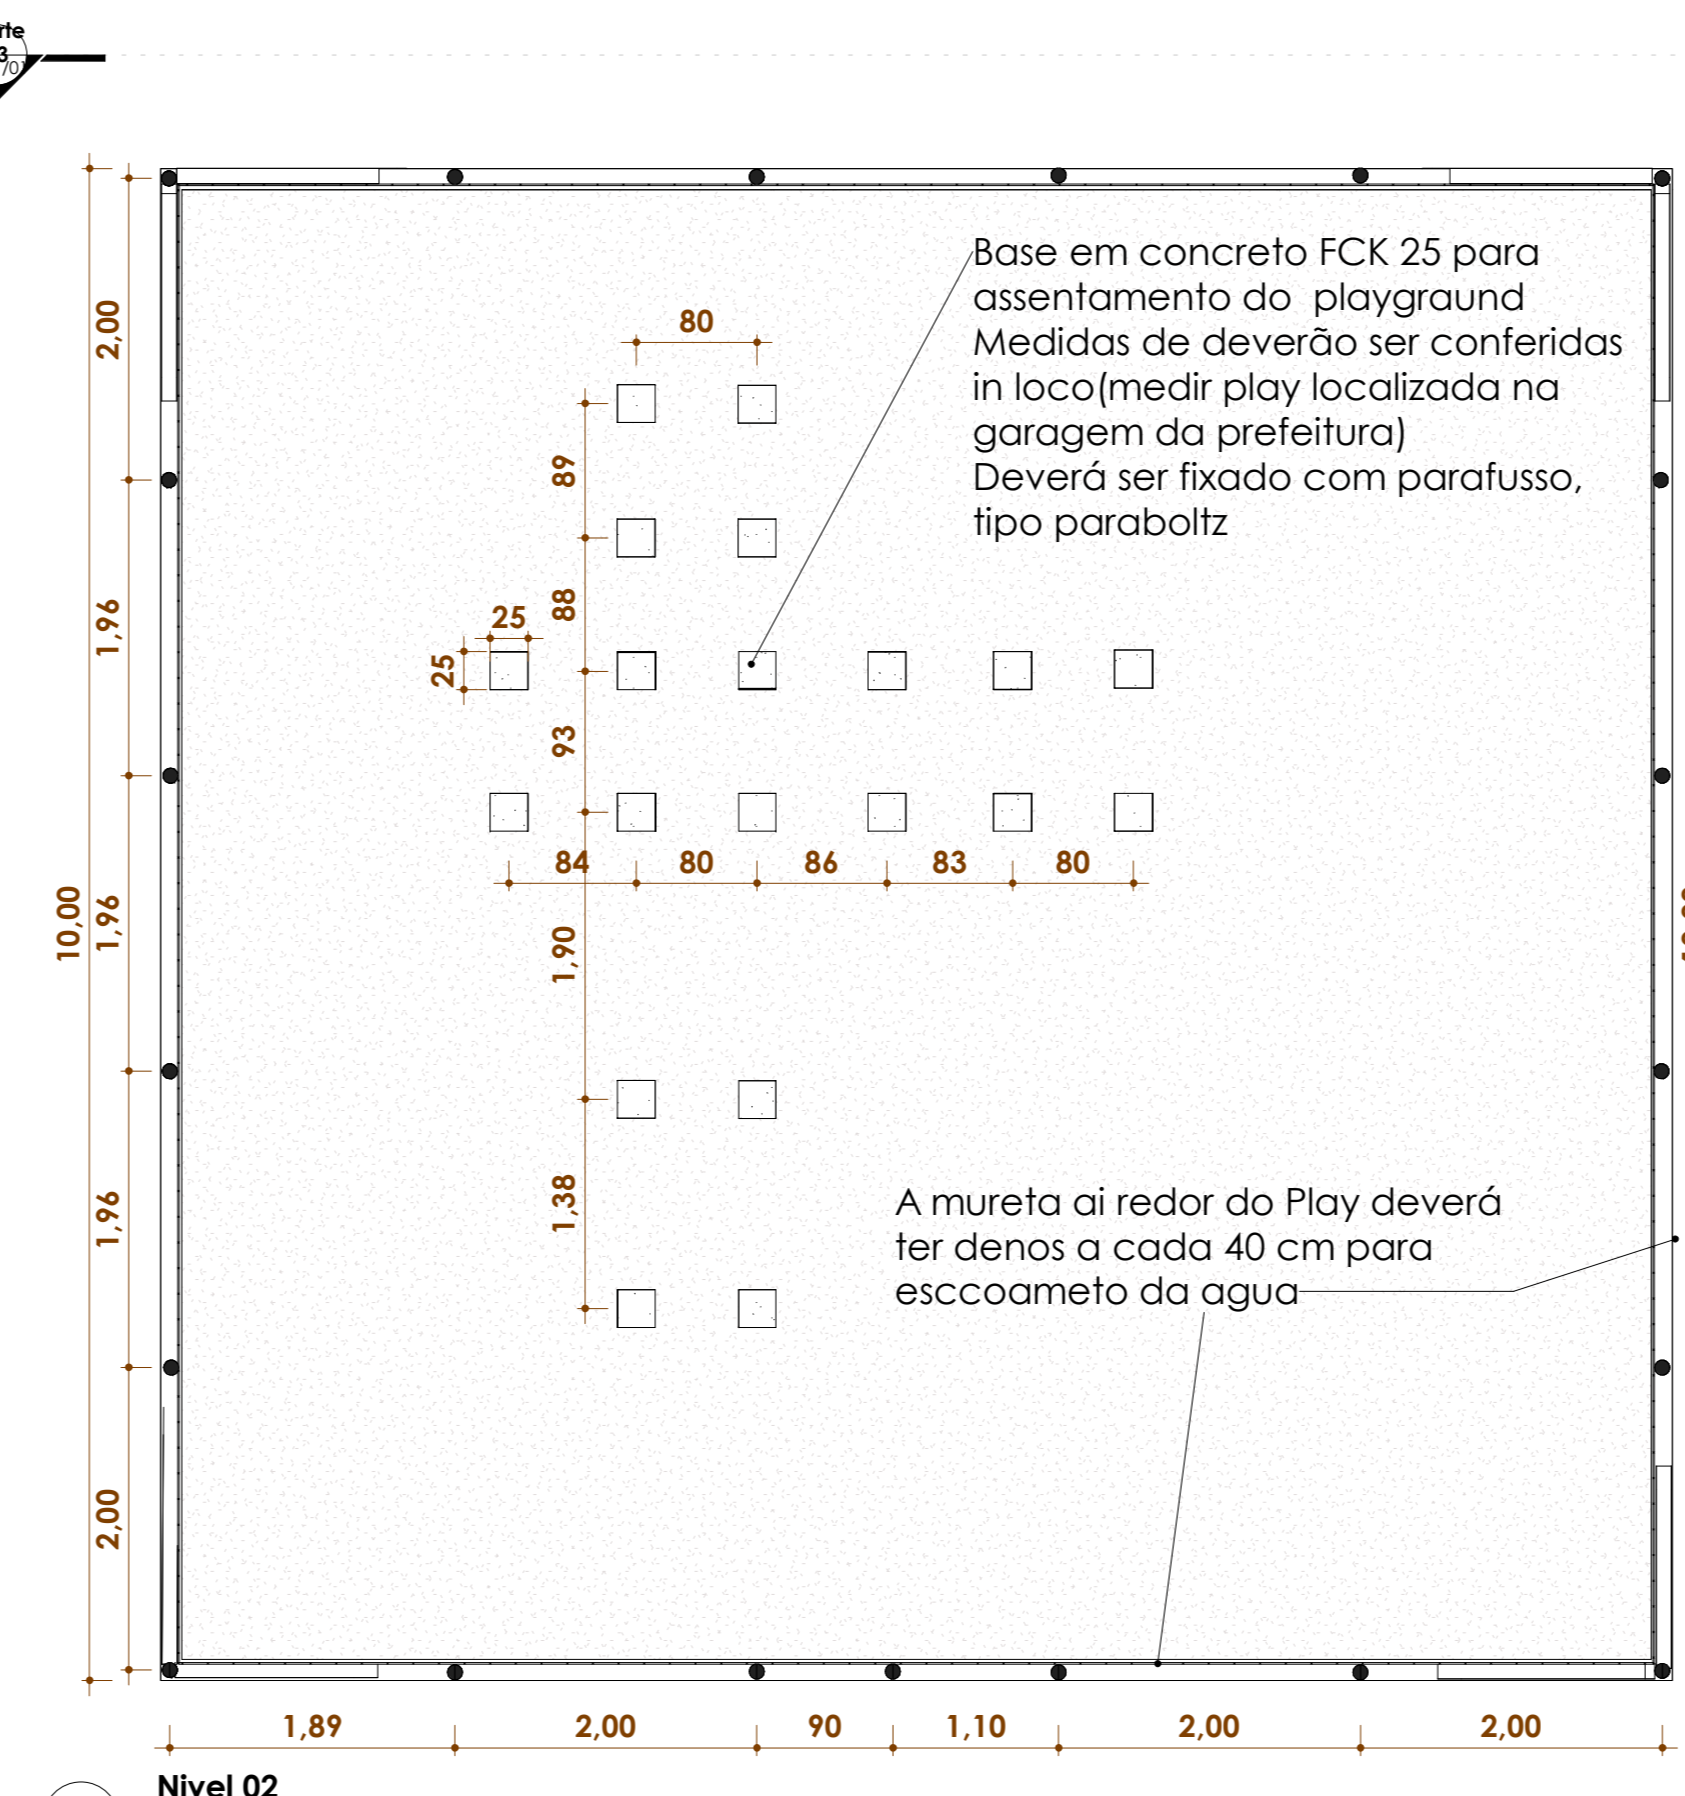 rte
3
/01
Base em concreto FCK 25 para
assentamento do playgraund
Medidas de deverão ser conferidas
in loco(medir play localizada na
garagem da prefeitura)
Deverá ser fixado com parafusso,
tipo paraboltz
80
2,00
89
88
25
25
1,96
93
84 80 86 83 80
10,00
1,96
1,90
1,38
1,96
A mureta ai redor do Play deverá
ter denos a cada 40 cm para
esccoameto da agua
2,00
1,89 2,00 90 1,10 2,00 2,00
Nivel 02